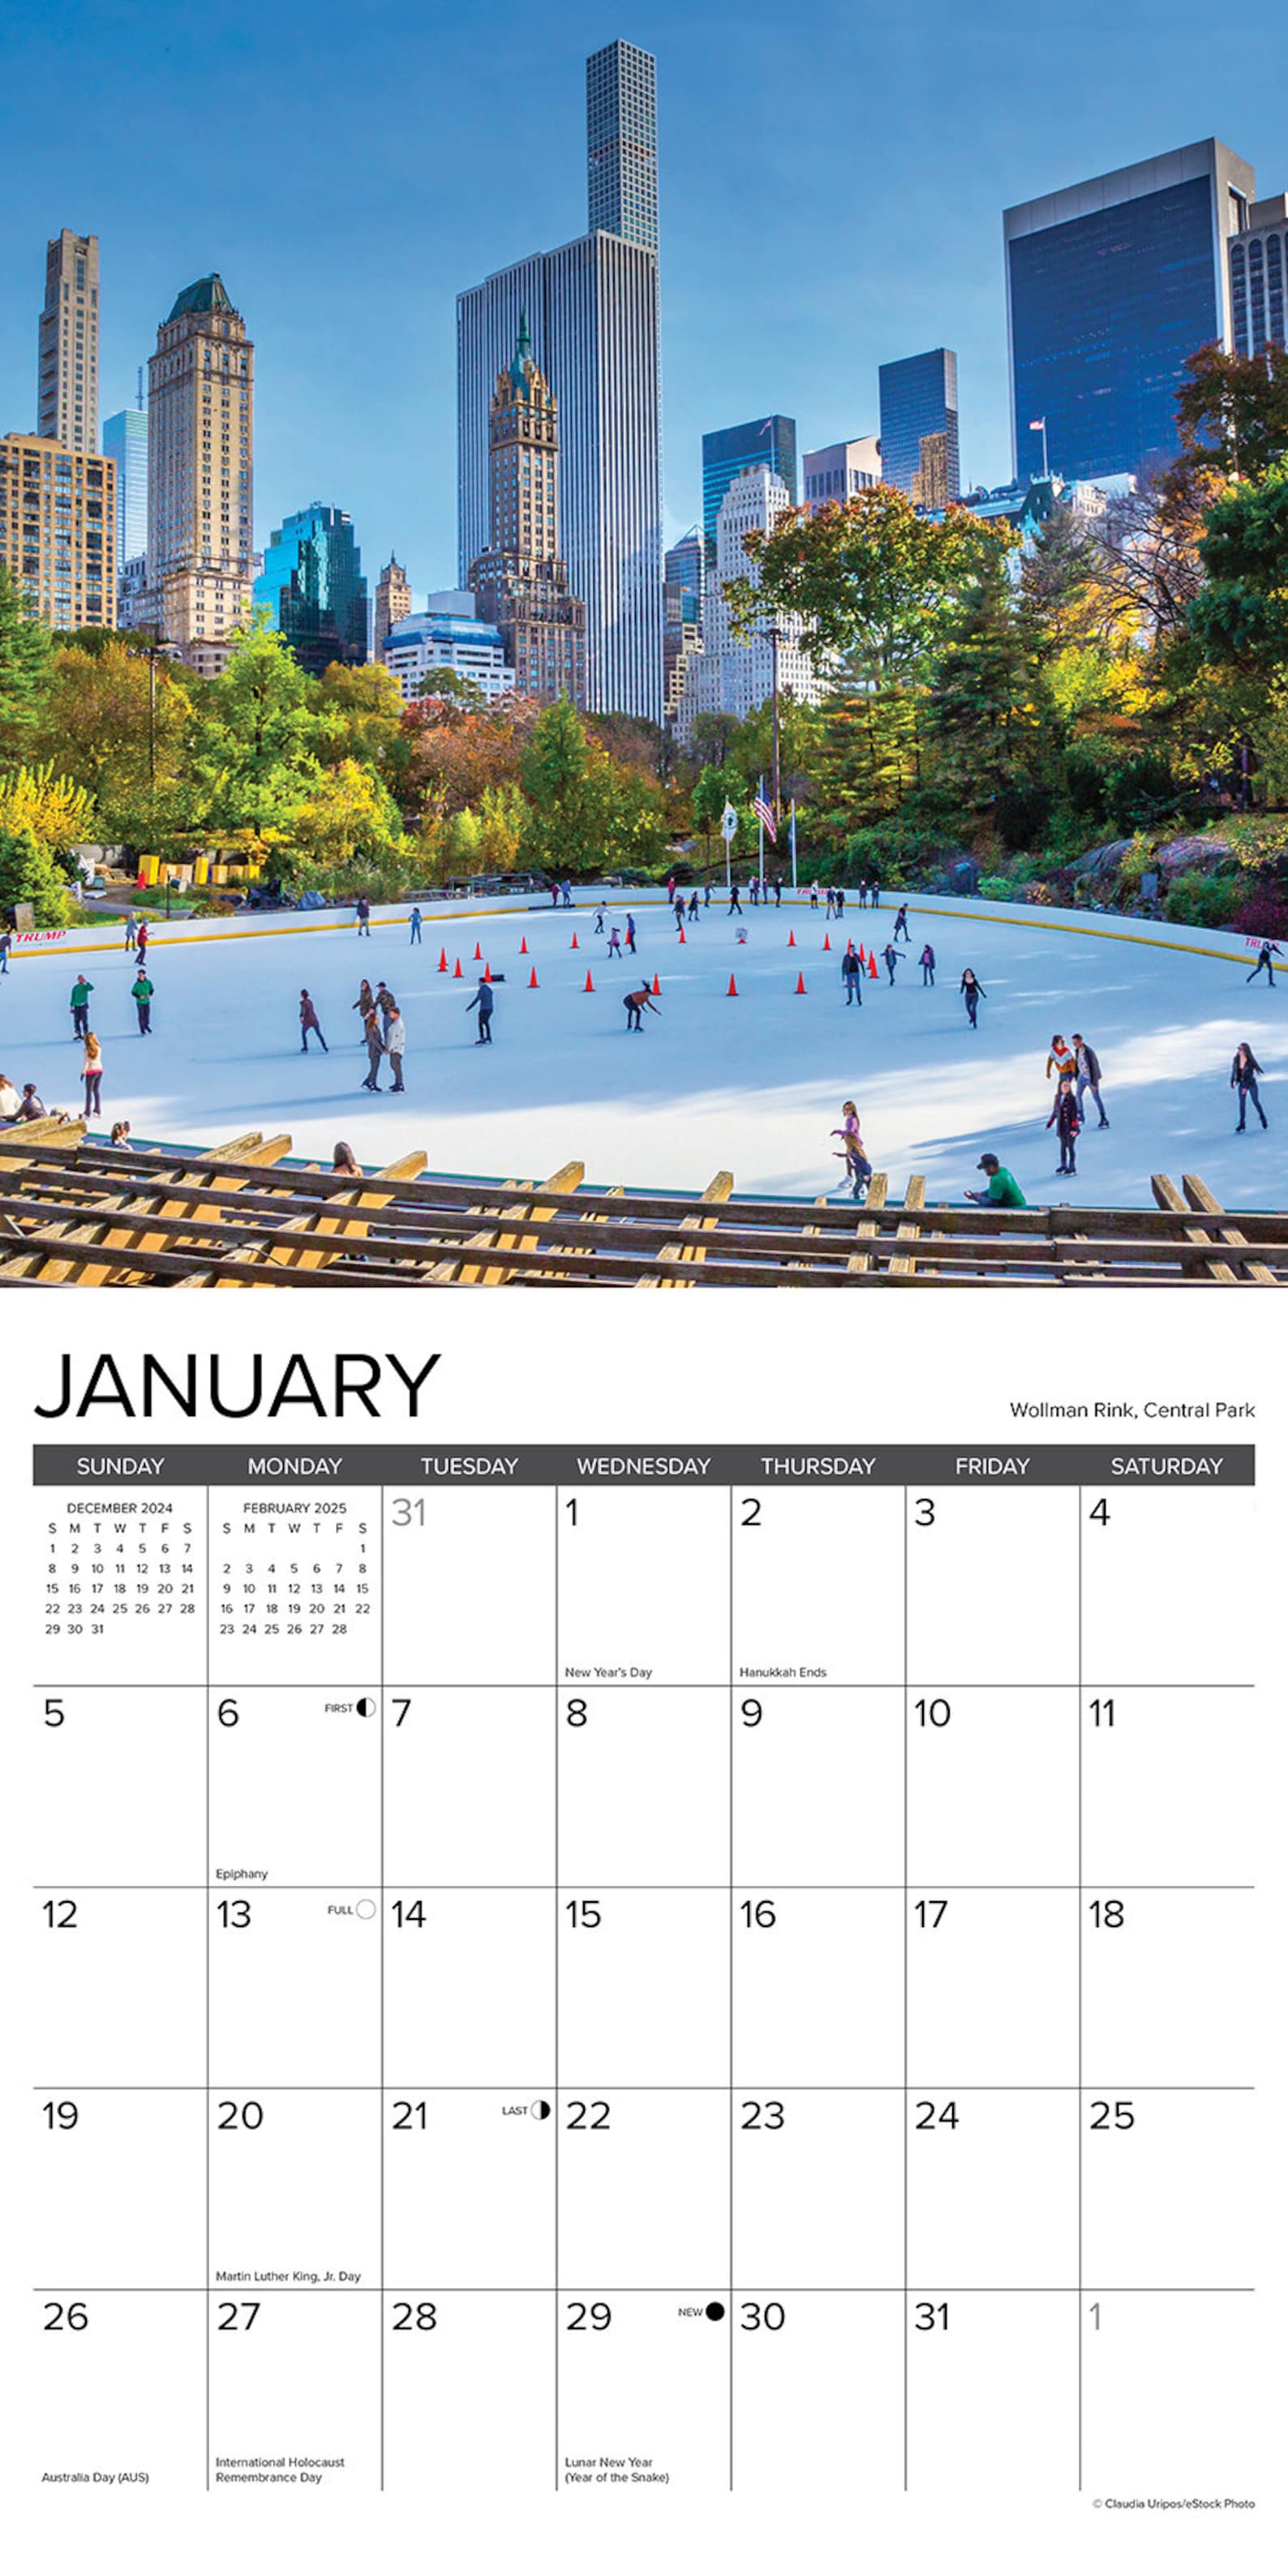 TRUMP
TRUMP
JANUARY
Wollman Rink, Central Park
SUNDAY MONDAY TUESDAY WEDNESDAY THURSDAY FRIDAY SATURDAY
DECEMBER 2024
S M T W T F S
1 2 3 4 5 6 7
8 9 10 11 12 13 14
15 16 17 18 19 20 21
22 23 24 25 26 27 28
29 30 31
FEBRUARY 2025
S M T W T F S
1
2 3 4 5 6 7 8
9 10 11 12 13 14 15
16 17 18 19 20 21 22
23 24 25 26 27 28
31 1 2 3 4
New Year's Day
Hanukkah Ends
5 6 FIRST 7 8 9 10 11
Epiphany
12 13 FULL 14 15 16 17 18
19 20 21 LAST 22 23 24 25
Martin Luther King, Jr. Day
26 27 28 29 NEW 30 31 1
Australia Day (AUS)
International Holocaust
Remembrance Day
Lunar New Year
(Year of the Snake)
© Claudia Uripos/eStock Photo